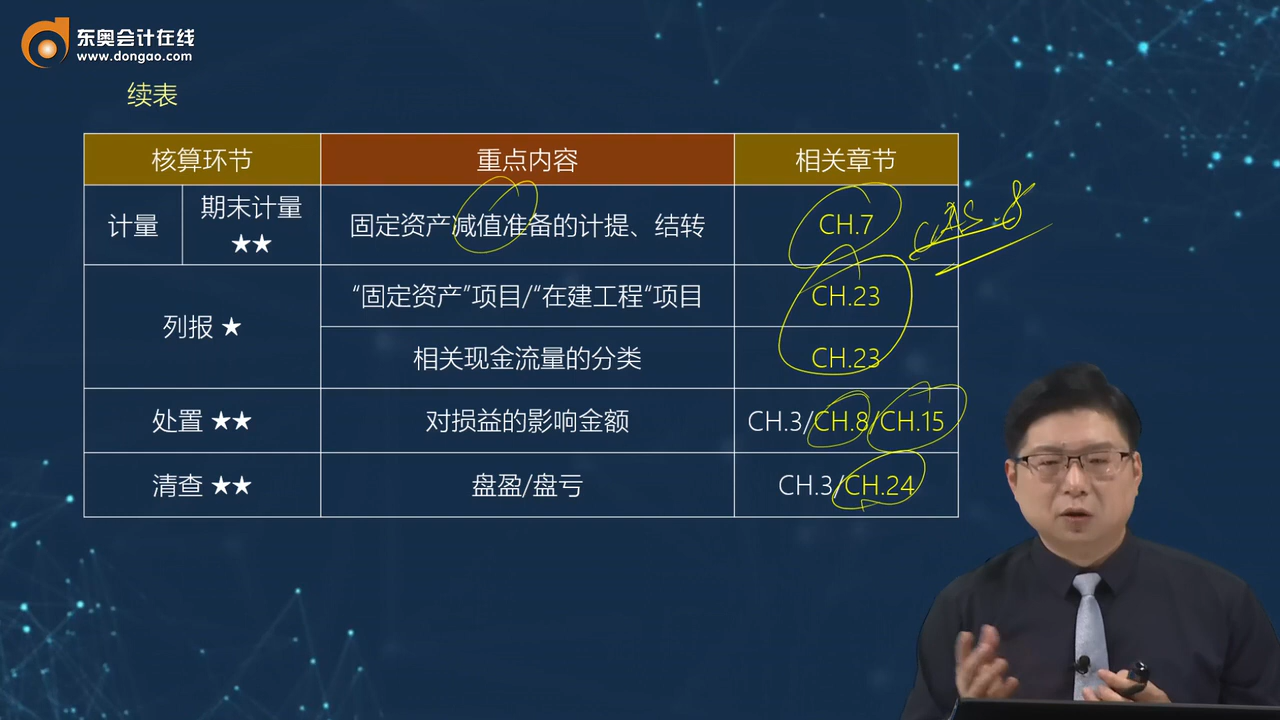 东奥会计在线
www.dongao.com
续表
核算环节 重点内容 相关章节
计量 期末计量 ★★ 固定资产减值准备的计提、结转 CH.7
CAS.8
列报 ★ “固定资产”项目/“在建工程“项目 CH.23
相关现金流量的分类 CH.23
处置 ★★ 对损益的影响金额 CH.3/CH.8/CH.15
清查 ★★ 盘盈/盘亏 CH.3/CH.24